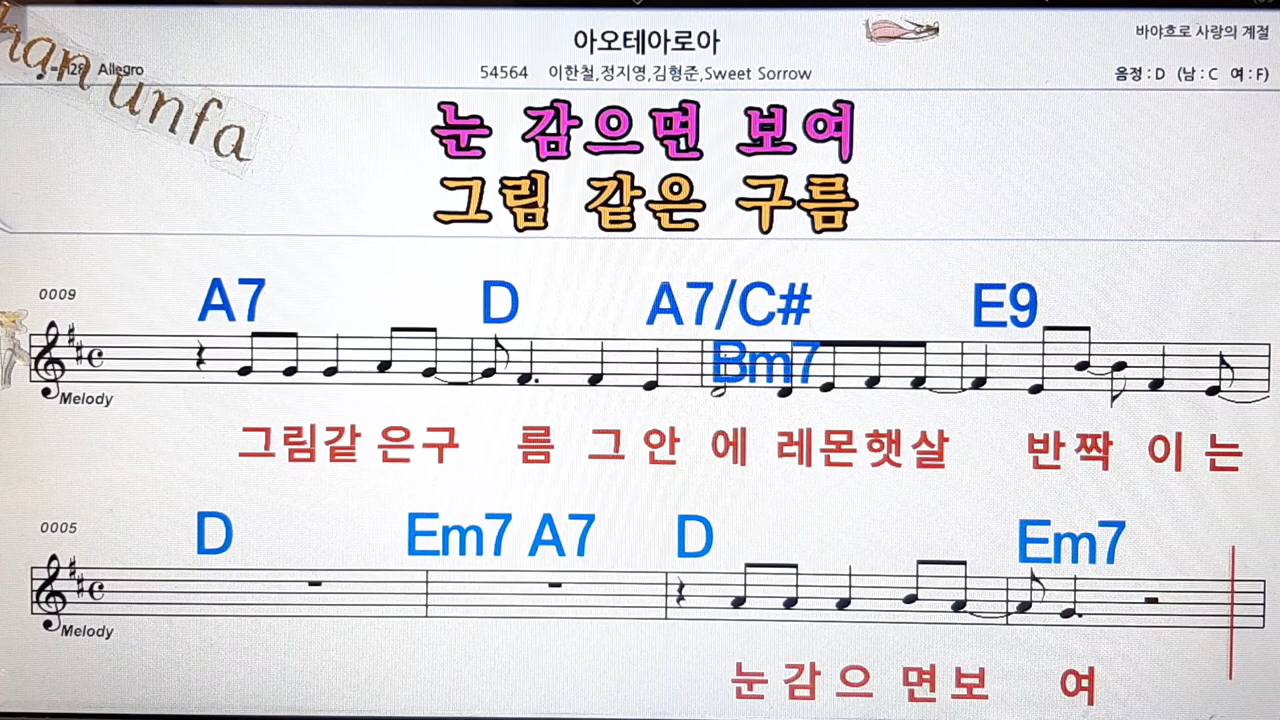 아오테아로아
바야흐로 사랑의 계절
han unfa
Allegro
54564 이한철,정지영,김형준,Sweet Sorrow
음정 : D (남 : C 여 : F)
눈 감으면 보여
그림 같은 구름
0009
A7 D A7/C# E9
Bm7
Melody
그림같 은구 름 그 안 에 레몬햇살 반짝 이 는
0005
D Em7 A7 D Em7
Melody
눈감으 면보 여